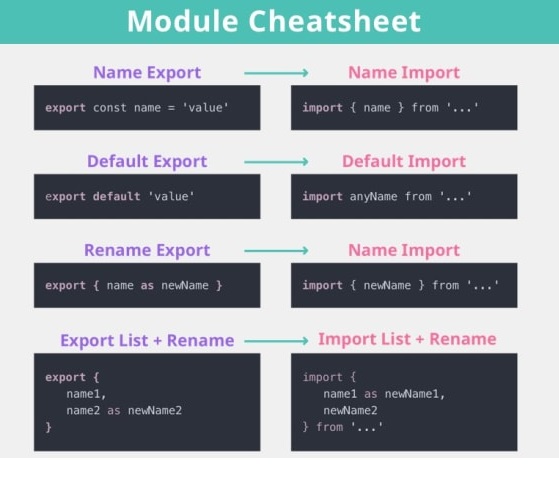 Module Cheatsheet
Name Export
Name Import
export const name = 'value'
import { name } from '...'
Default Export
Default Import
export default 'value'
import anyName from '...'
Rename Export
Name Import
export { name as newName }
import { newName } from '...'
Export List + Rename
Import List + Rename
export {
name1,
name2 as newName2
}
import {
name1 as newName1,
newName2
} from '...'